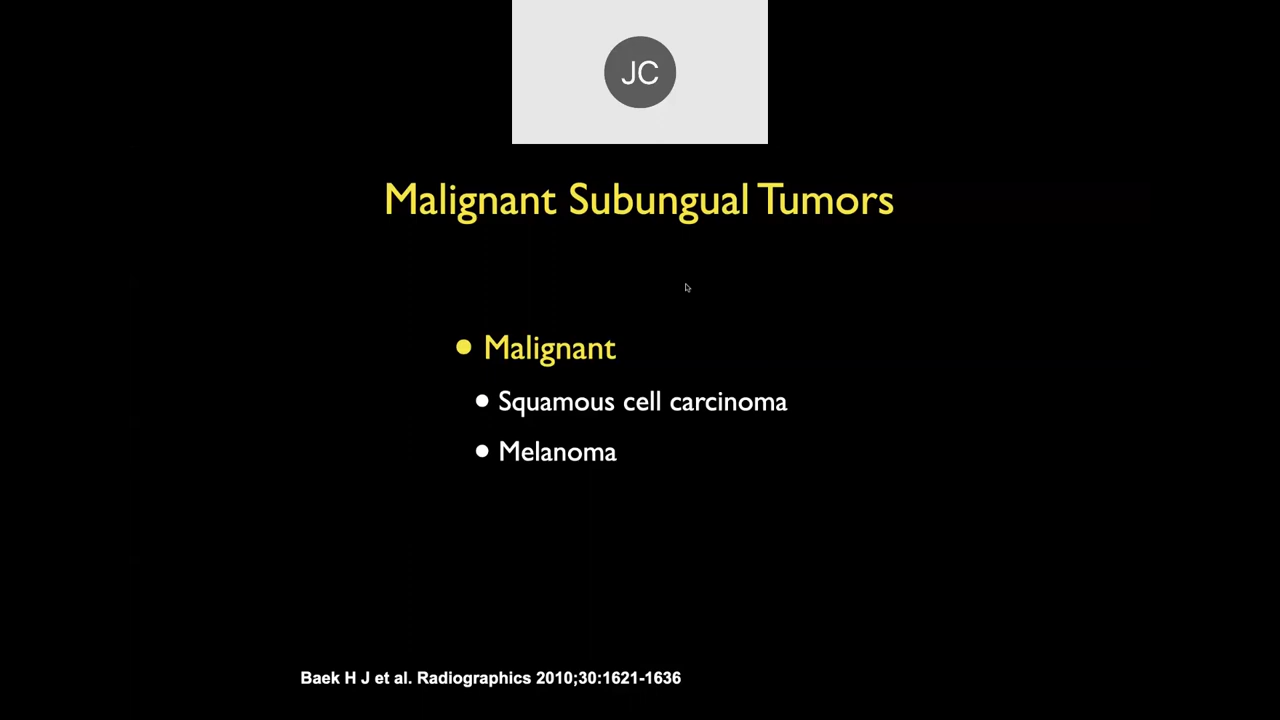 JC
Malignant Subungual Tumors
• Malignant
• Squamous cell carcinoma
• Melanoma
Baek H J et al. Radiographics 2010;30:1621-1636